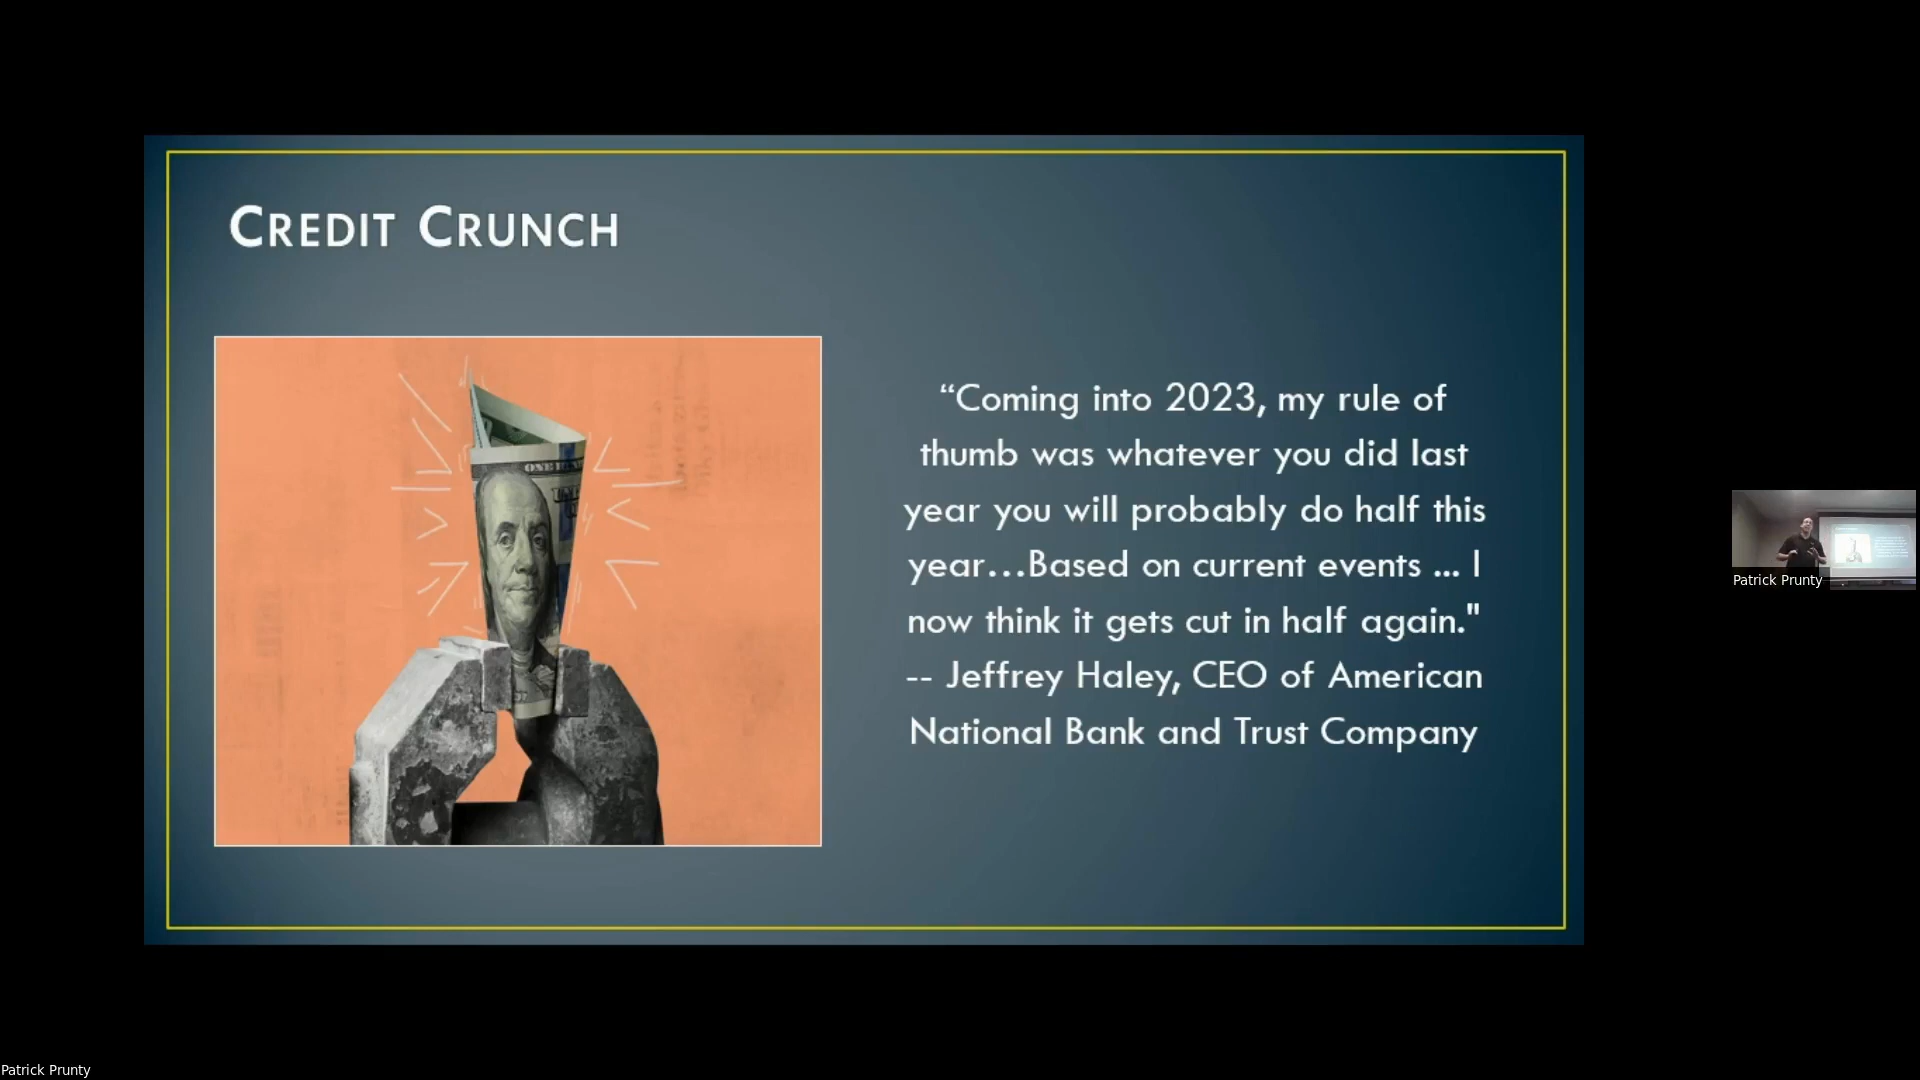 CREDIT CRUNCH
ONE HUN
“Coming into 2023, my rule of
thumb was whatever you did last
year you will probably do half this
year…Based on current events ... I
now think it gets cut in half again."
-- Jeffrey Haley, CEO of American
National Bank and Trust Company
Patrick Prunty
Patrick Prunty